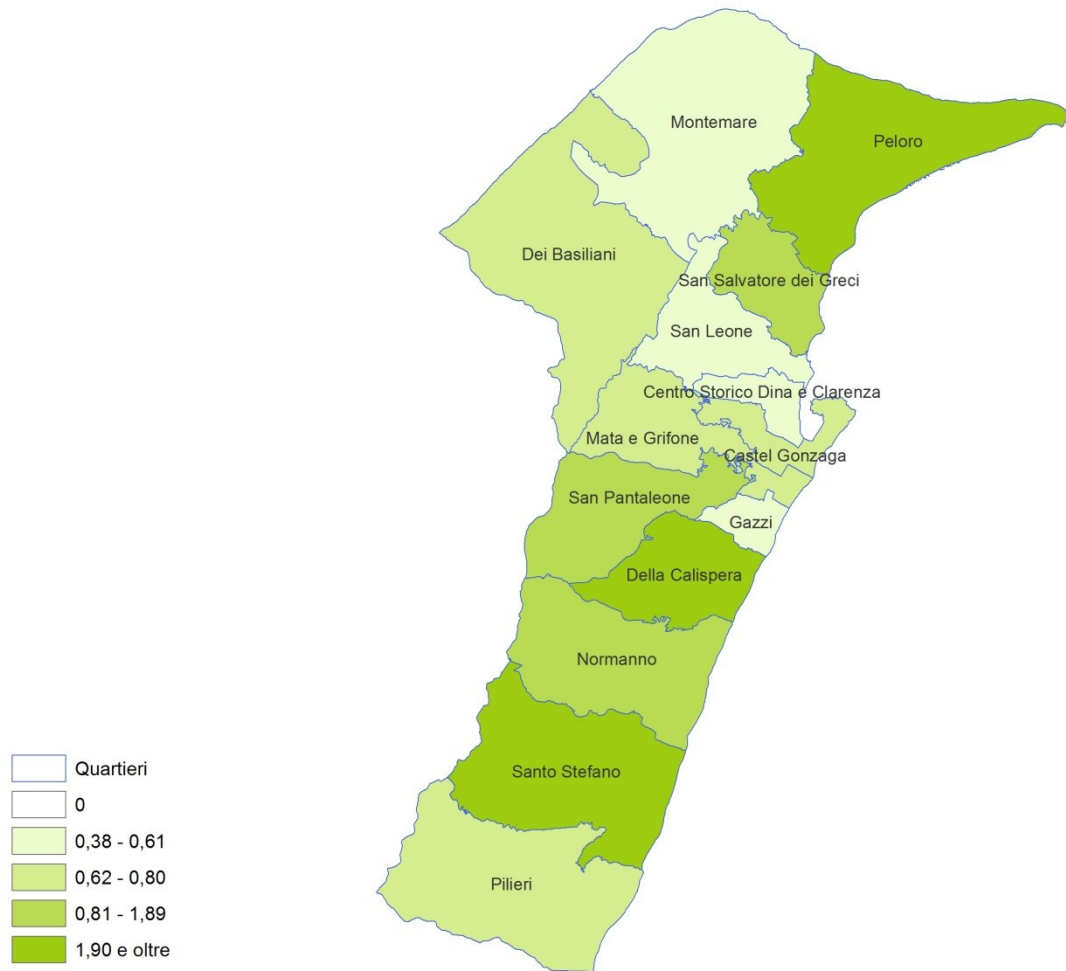 Montemare
Peloro
Dei Basiliani
San Salvatore dei Greci
San Leone
Centro Storico Dina e Clarenza
Mata e Grifone
Castel Gonzaga
San Pantaleone
Gazzi
Della Calispera
Normanno
Santo Stefano
Pilieri
Quartieri
0
0,38 - 0,61
0,62 - 0,80
0,81 - 1,89
1,90 e oltre